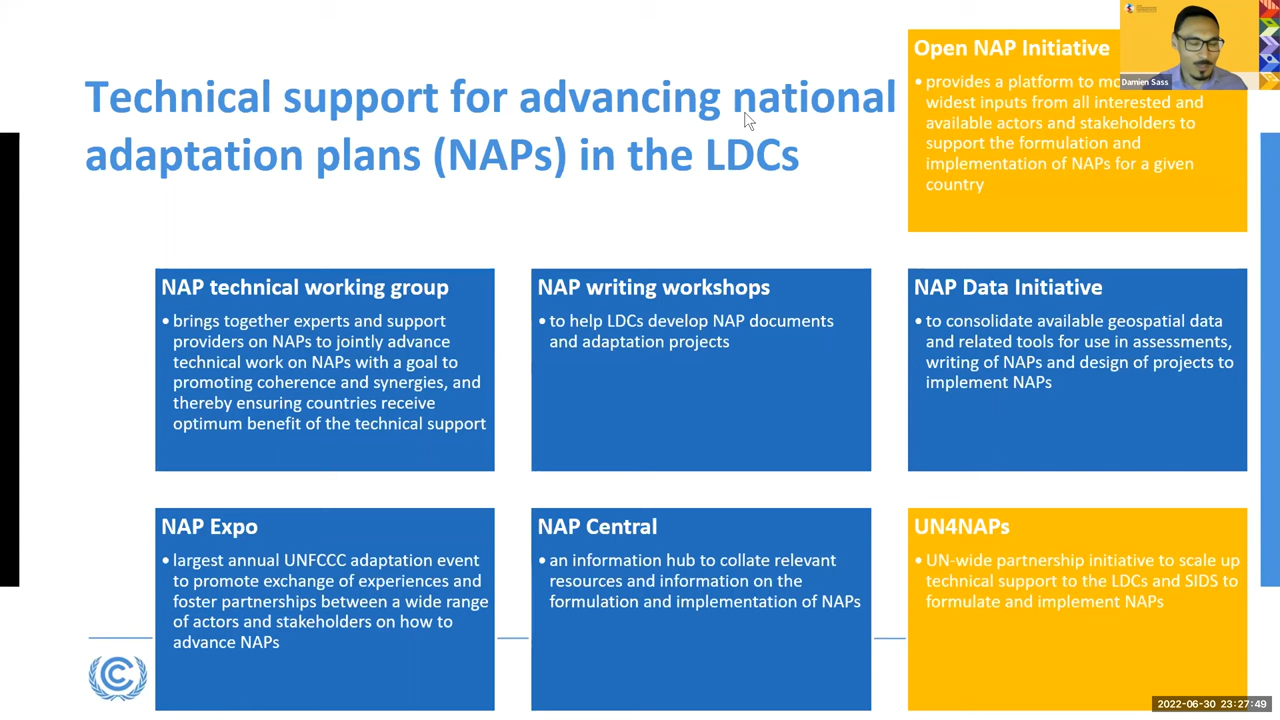 Technical support for advancing national
adaptation plans (NAPs) in the LDCs
Open NAP Initiative
• provides a platform to
widest inputs from all interested and
available actors and stakeholders to
support the formulation and
implementation of NAPs for a given
country
Damien Sass
NAP technical working group
• brings together experts and support
providers on NAPs to jointly advance
technical work on NAPs with a goal to
promoting coherence and synergies, and
thereby ensuring countries receive
optimum benefit of the technical support
NAP writing workshops
• to help LDCs develop NAP documents
and adaptation projects
NAP Data Initiative
• to consolidate available geospatial data
and related tools for use in assessments,
writing of NAPs and design of projects to
implement NAPs
NAP Expo
• largest annual UNFCCC adaptation event
to promote exchange of experiences and
foster partnerships between a wide range
of actors and stakeholders on how to
advance NAPs
NAP Central
• an information hub to collate relevant
resources and information on the
formulation and implementation of NAPs
UN4NAPs
• UN-wide partnership initiative to scale up
technical support to the LDCs and SIDS to
formulate and implement NAPs
2022-06-30 23:27:49